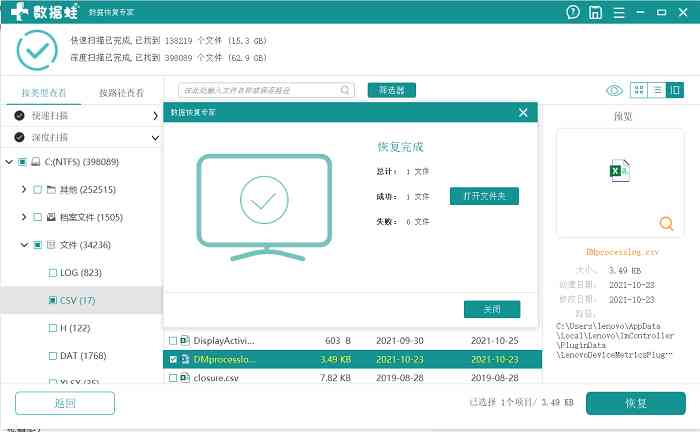 数据蛙 数据恢复专家
快速扫描已完成,已找到 138219 个文件 (15.3 GB)
深度扫描已完成,已找到 398089 个文件 (62.9 GB)
按类型查看 按路径查看
筛选器
快速扫描
深度扫描
预览
C:(NTFS) (398089)
其他 (252515)
档案文件 (1505)
文件 (34236)
LOG (823)
CSV (17)
H (122)
DAT (1768)
XLSX (35)
数据恢复专家
恢复完成
总计: 1 文件
成功: 1 文件
打开文件夹
失败: 0 文件
关闭
DisplayActivi... 603 B 2021-09-30 2021-10-25
DMprocesslo... 3.49 KB 2021-10-23 2021-10-23
closure.csv 7.82 KB 2019-08-28 2019-08-28
DMprocesslog.csv
大小: 3.49 KB
创建日期: 2021-10-23
修改日期: 2021-10-23
路径:
C:\Users\lenovo\AppData
\Local\Lenovo\ImController
\PluginData
\LenovoDeviceMetricsPlug…
返回
已选择 1个项目/ 3.49 KB
恢复